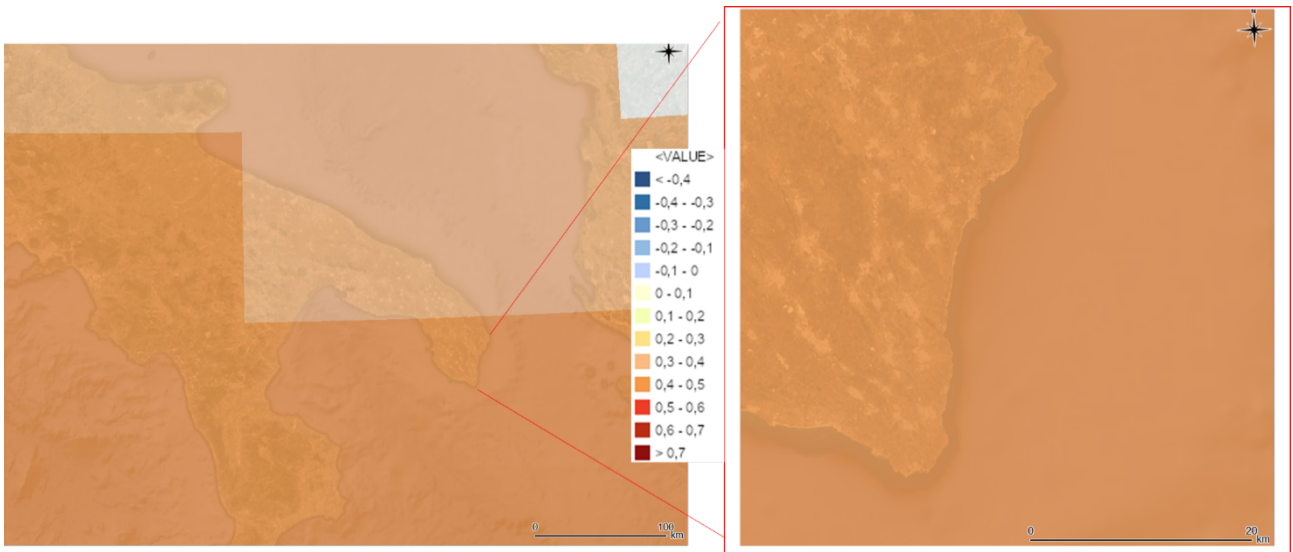 N
<VALUE>
< -0,4
-0,4 - -0,3
-0,3 - -0,2
-0,2 - -0,1
-0,1 - 0
0 - 0,1
0,1 - 0,2
0,2 - 0,3
0,3 - 0,4
0,4 - 0,5
0,5 - 0,6
0,6 - 0,7
> 0,7
0 100
km
0 20
km